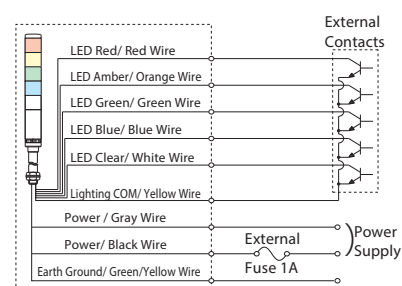 External
Contacts
LED Red/ Red Wire
LED Amber/ Orange Wire
LED Green/ Green Wire
LED Blue/ Blue Wire
LED Clear/ White Wire
Lighting COM/ Yellow Wire
Power / Gray Wire
Power/ Black Wire
External
Fuse 1A
Power
Supply
Earth Ground/ Green/Yellow Wire